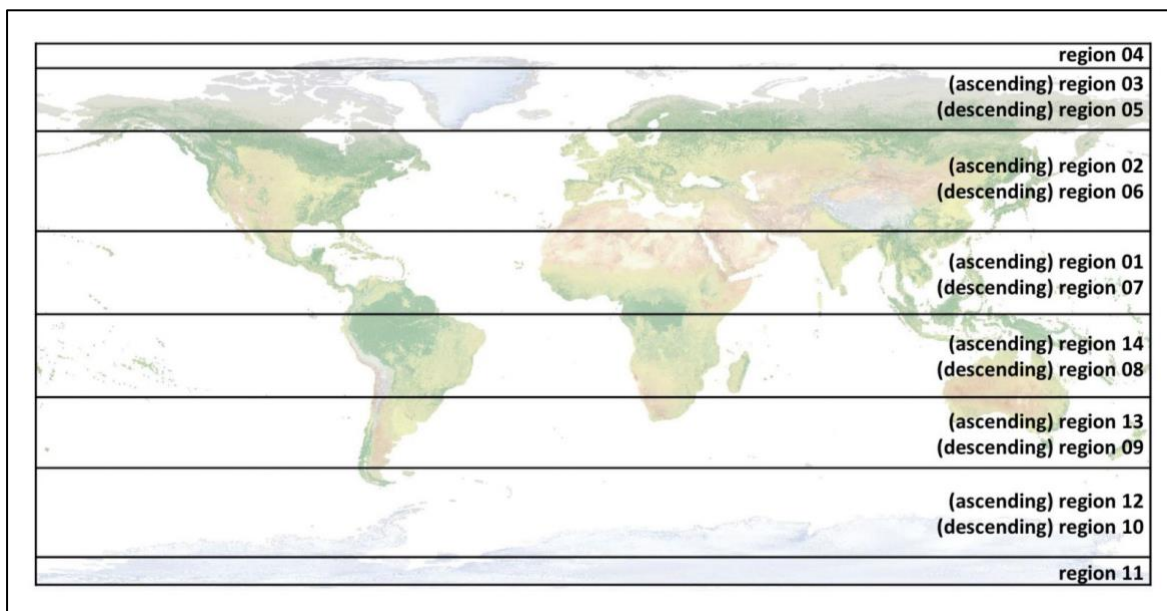 region 04
(ascending) region 03
(descending) region 05
(ascending) region 02
(descending) region 06
(ascending) region 01
(descending) region 07
(ascending) region 14
(descending) region 08
(ascending) region 13
(descending) region 09
(ascending) region 12
(descending) region 10
region 11